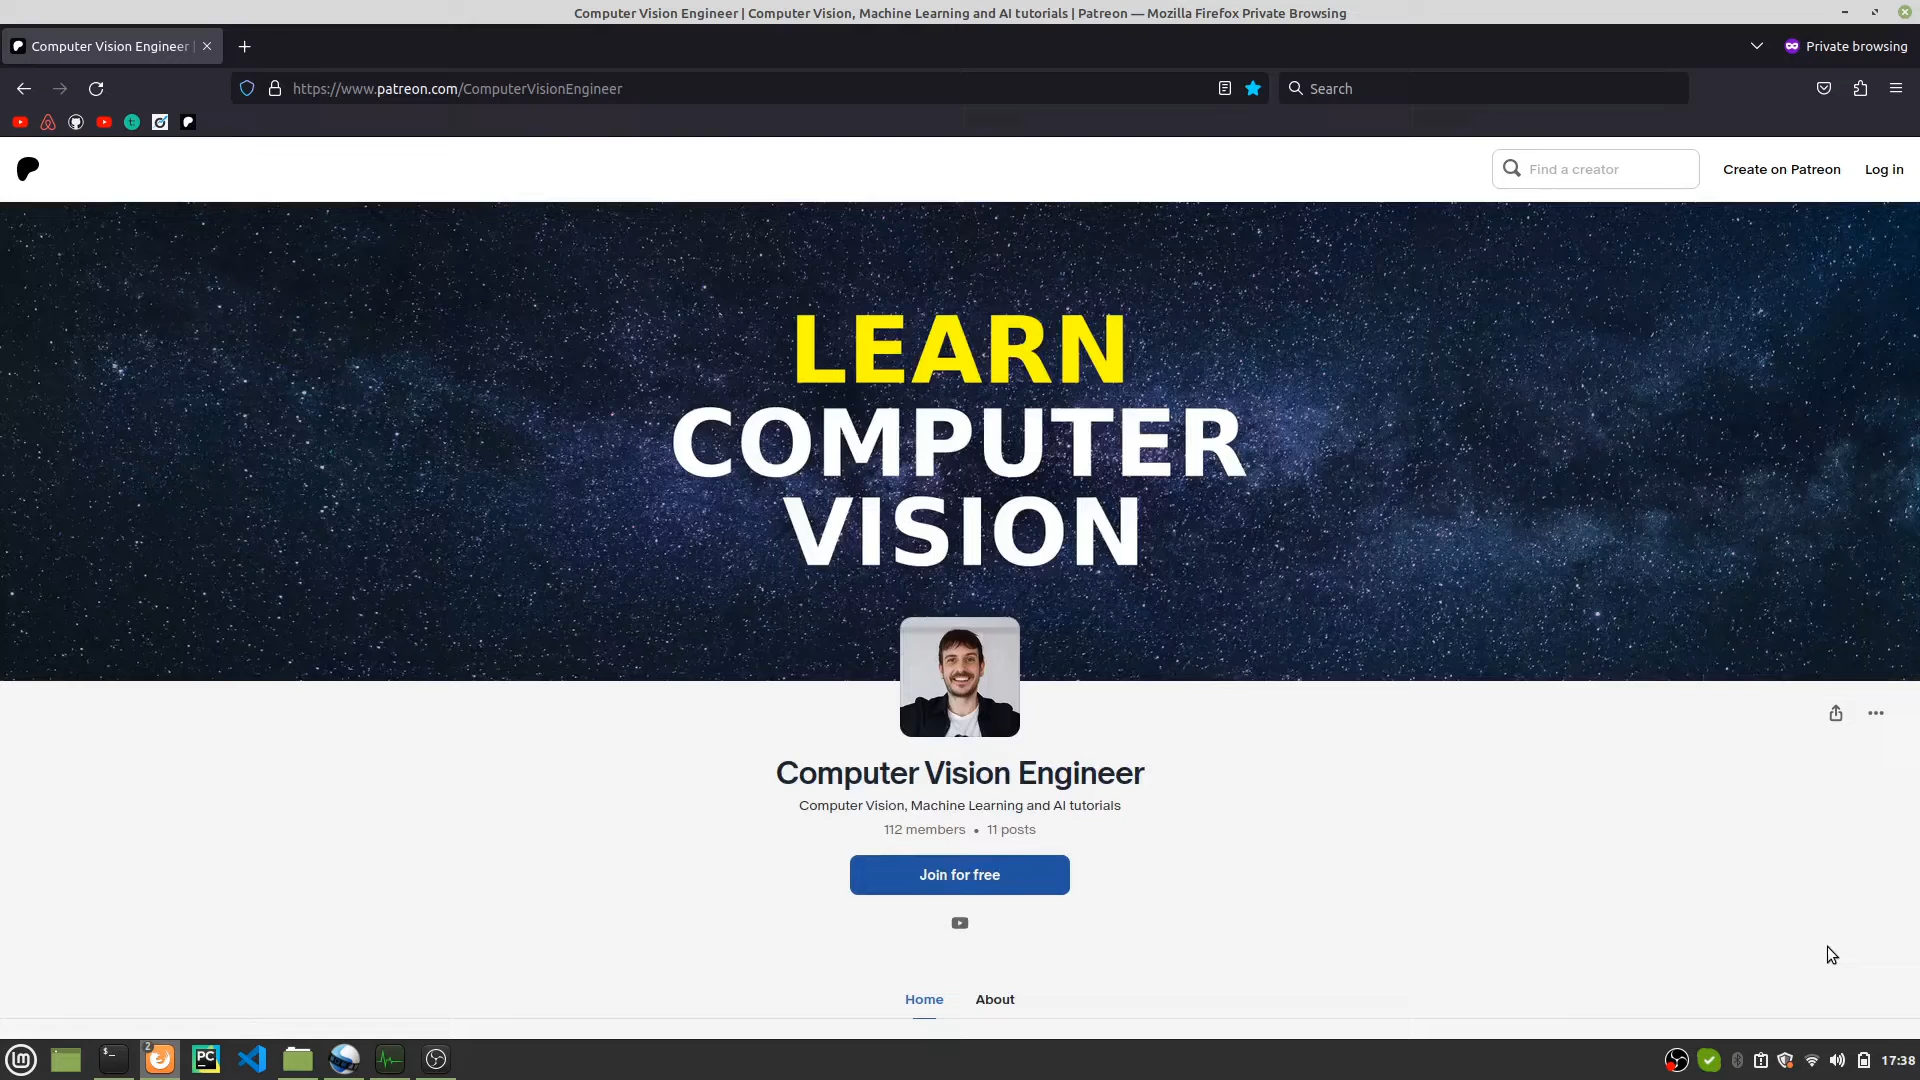 Computer Vision Engineer | Computer Vision, Machine Learning and AI tutorials | Patreon — Mozilla Firefox Private Browsing
Computer Vision Engineer |
Private browsing
https://www.patreon.com/ComputerVisionEngineer
Search
Find a creator
Create on Patreon
Log in
LEARN
COMPUTER
VISION
Computer Vision Engineer
Computer Vision, Machine Learning and AI tutorials
112 members • 11 posts
Join for free
Home
About
$_
2
PC
17:38